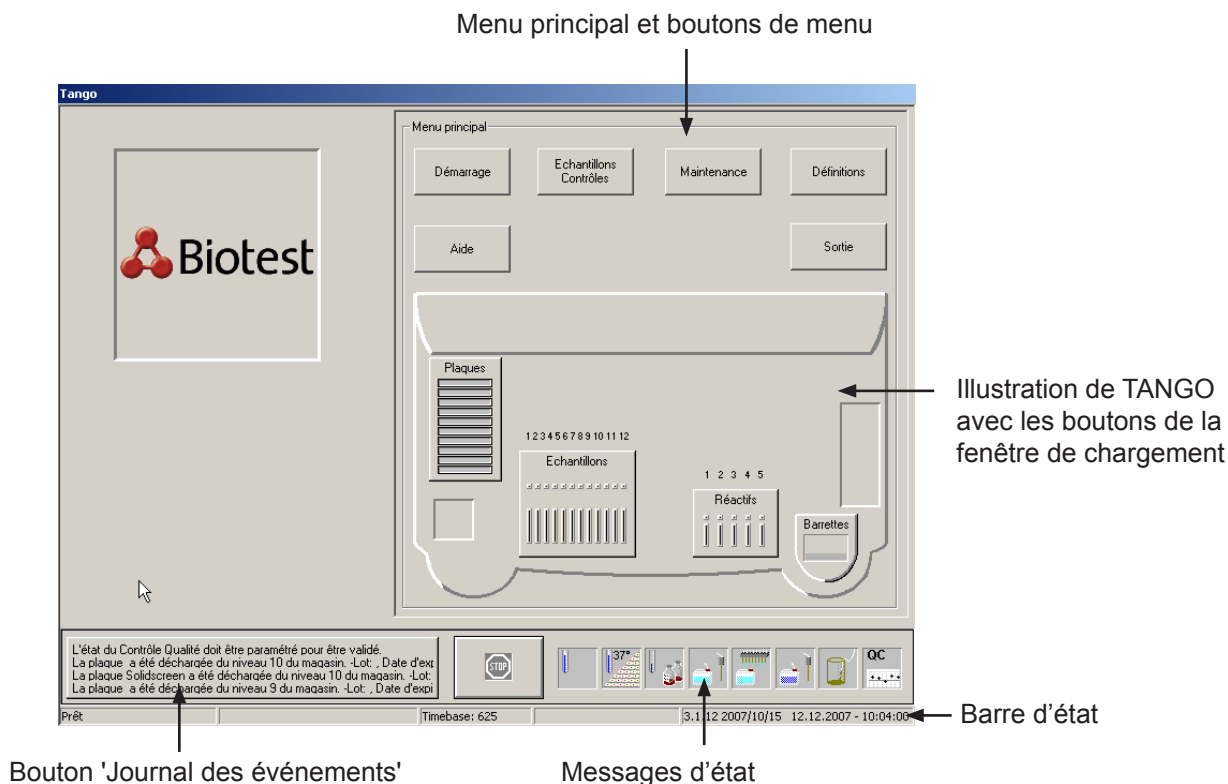 Menu principal et boutons de menu
Tango
Menu principal
Démarrage
Echantillons
Contrôles
Maintenance
Définitions
Biotest
Aide
Sortie
Plaques
Illustration de TANGO
avec les boutons de la
fenêtre de chargement
1 2 3 4 5 6 7 8 9 10 11 12
Echantillons
1 2 3 4 5
Réactifs
Barrettes
L'état du Contrôle Qualité doit être paramétré pour être validé.
La plaque a été déchargée du niveau 10 du magasin. -Lot: , Date d'exp
La plaque Solidscreen a été déchargée du niveau 10 du magasin. -Lot:
La plaque a été déchargée du niveau 9 du magasin. -Lot: , Date d'expi
STOP
37°
QC
Prêt
Timebase: 625
3.1.12 2007/10/15 12.12.2007 - 10:04:00
Barre d’état
Bouton 'Journal des événements'
Messages d’état